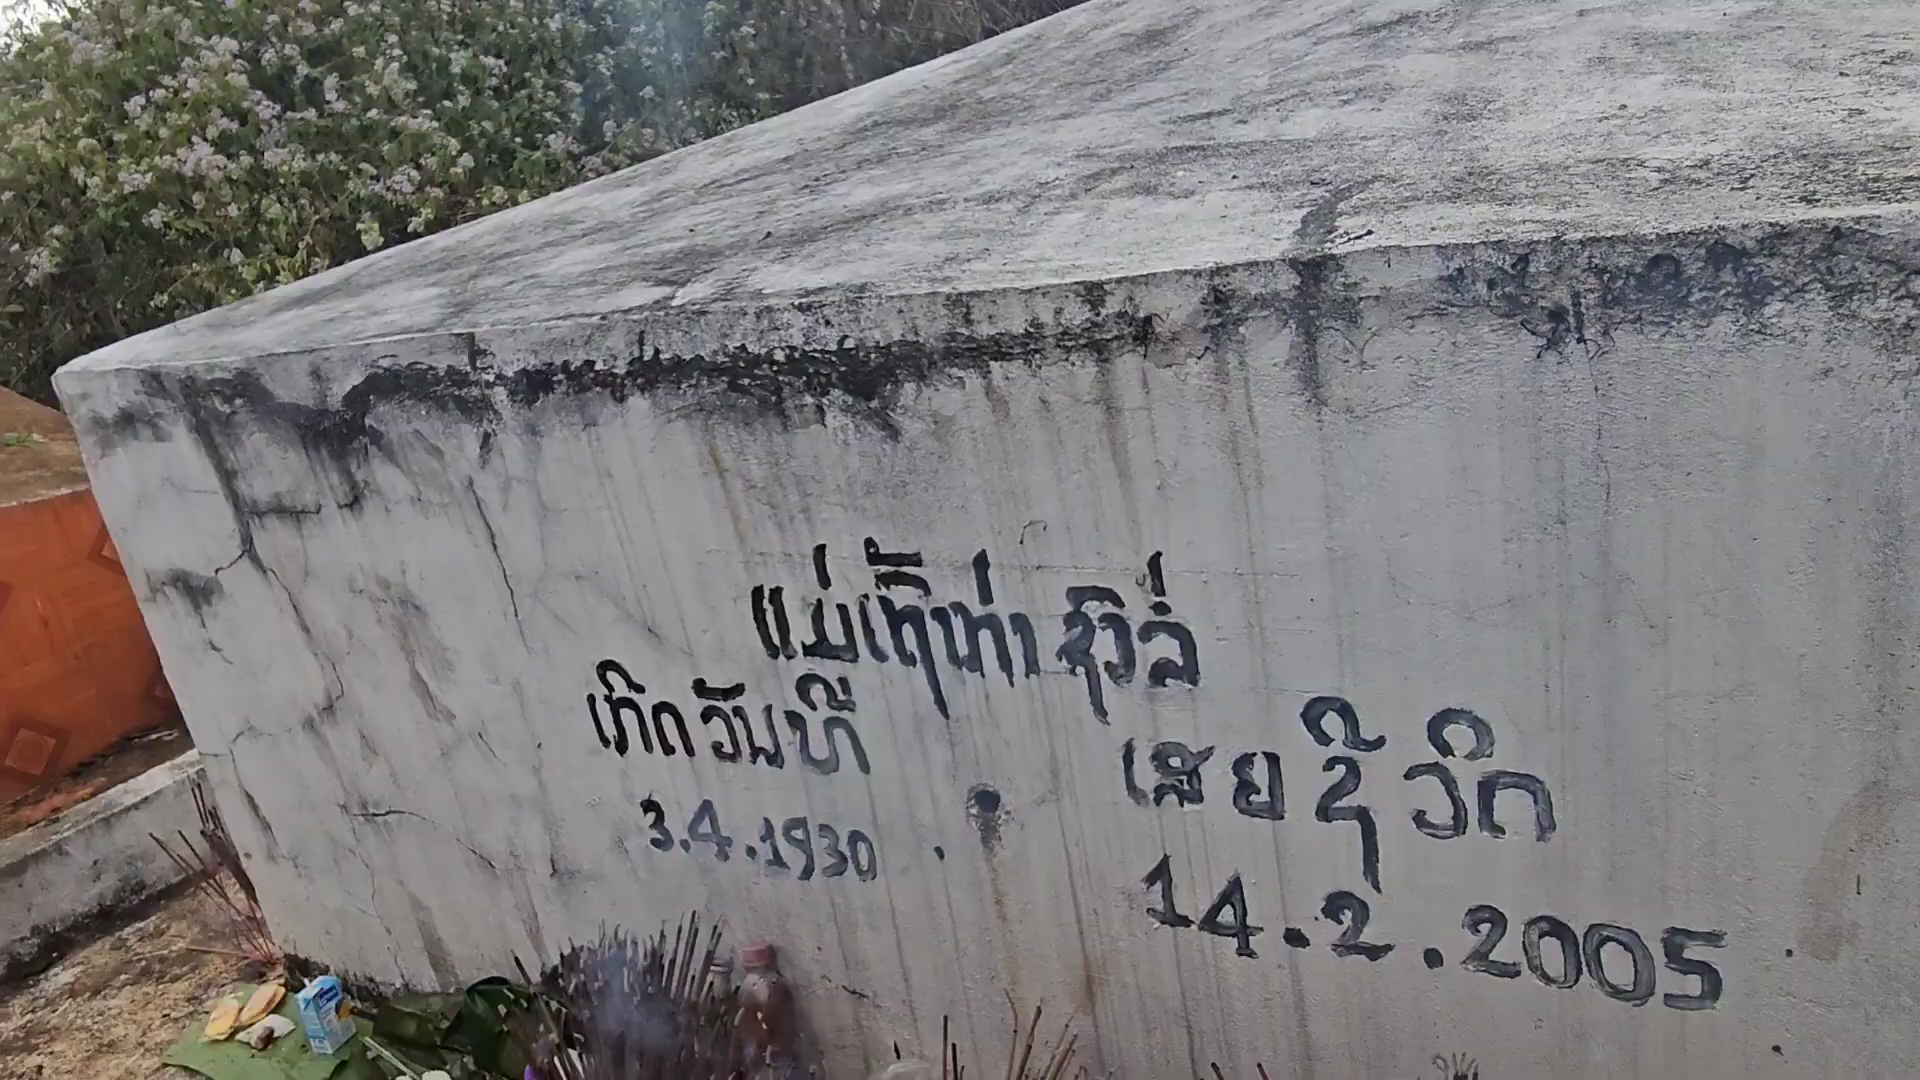 ແມ່ເຖົ້າທ່າ ຊົວລໍ່
ເກີດວັນທີ
3.4.1930
ເສຍຊີວິດ
14.2.2005